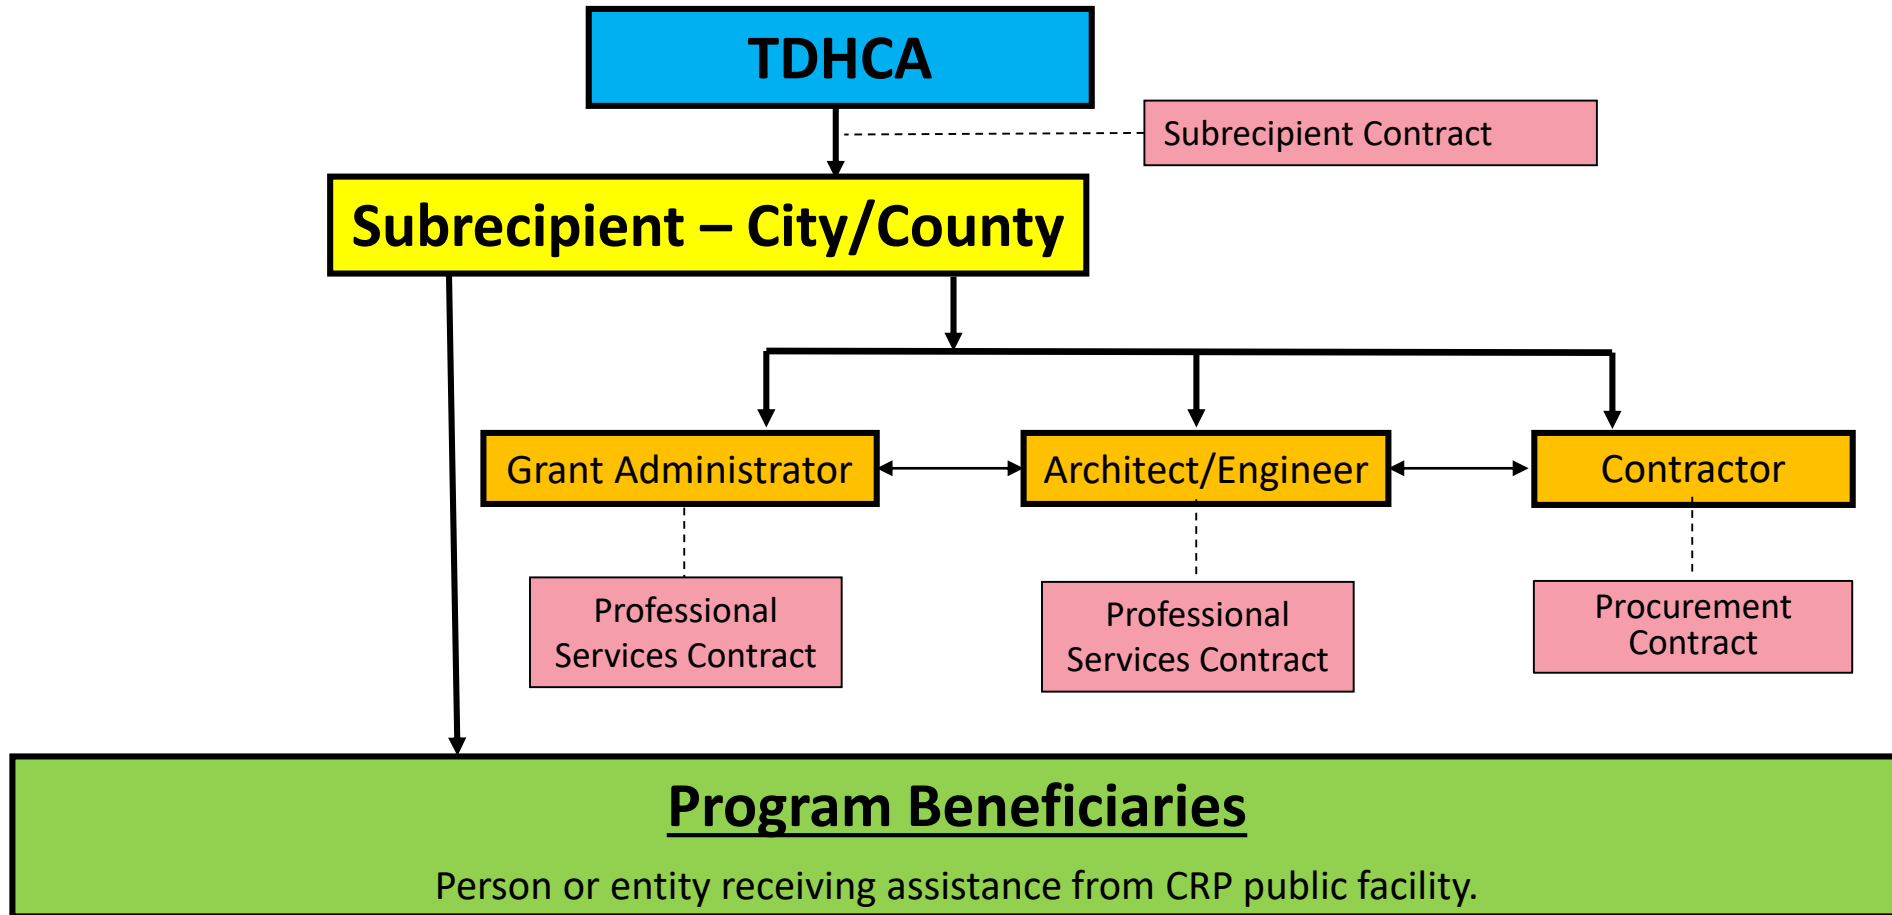 TDHCA
Subrecipient Contract
Subrecipient – City/County
Grant Administrator
Architect/Engineer
Contractor
Professional
Services Contract
Professional
Services Contract
Procurement
Contract
Program Beneficiaries
Person or entity receiving assistance from CRP public facility.